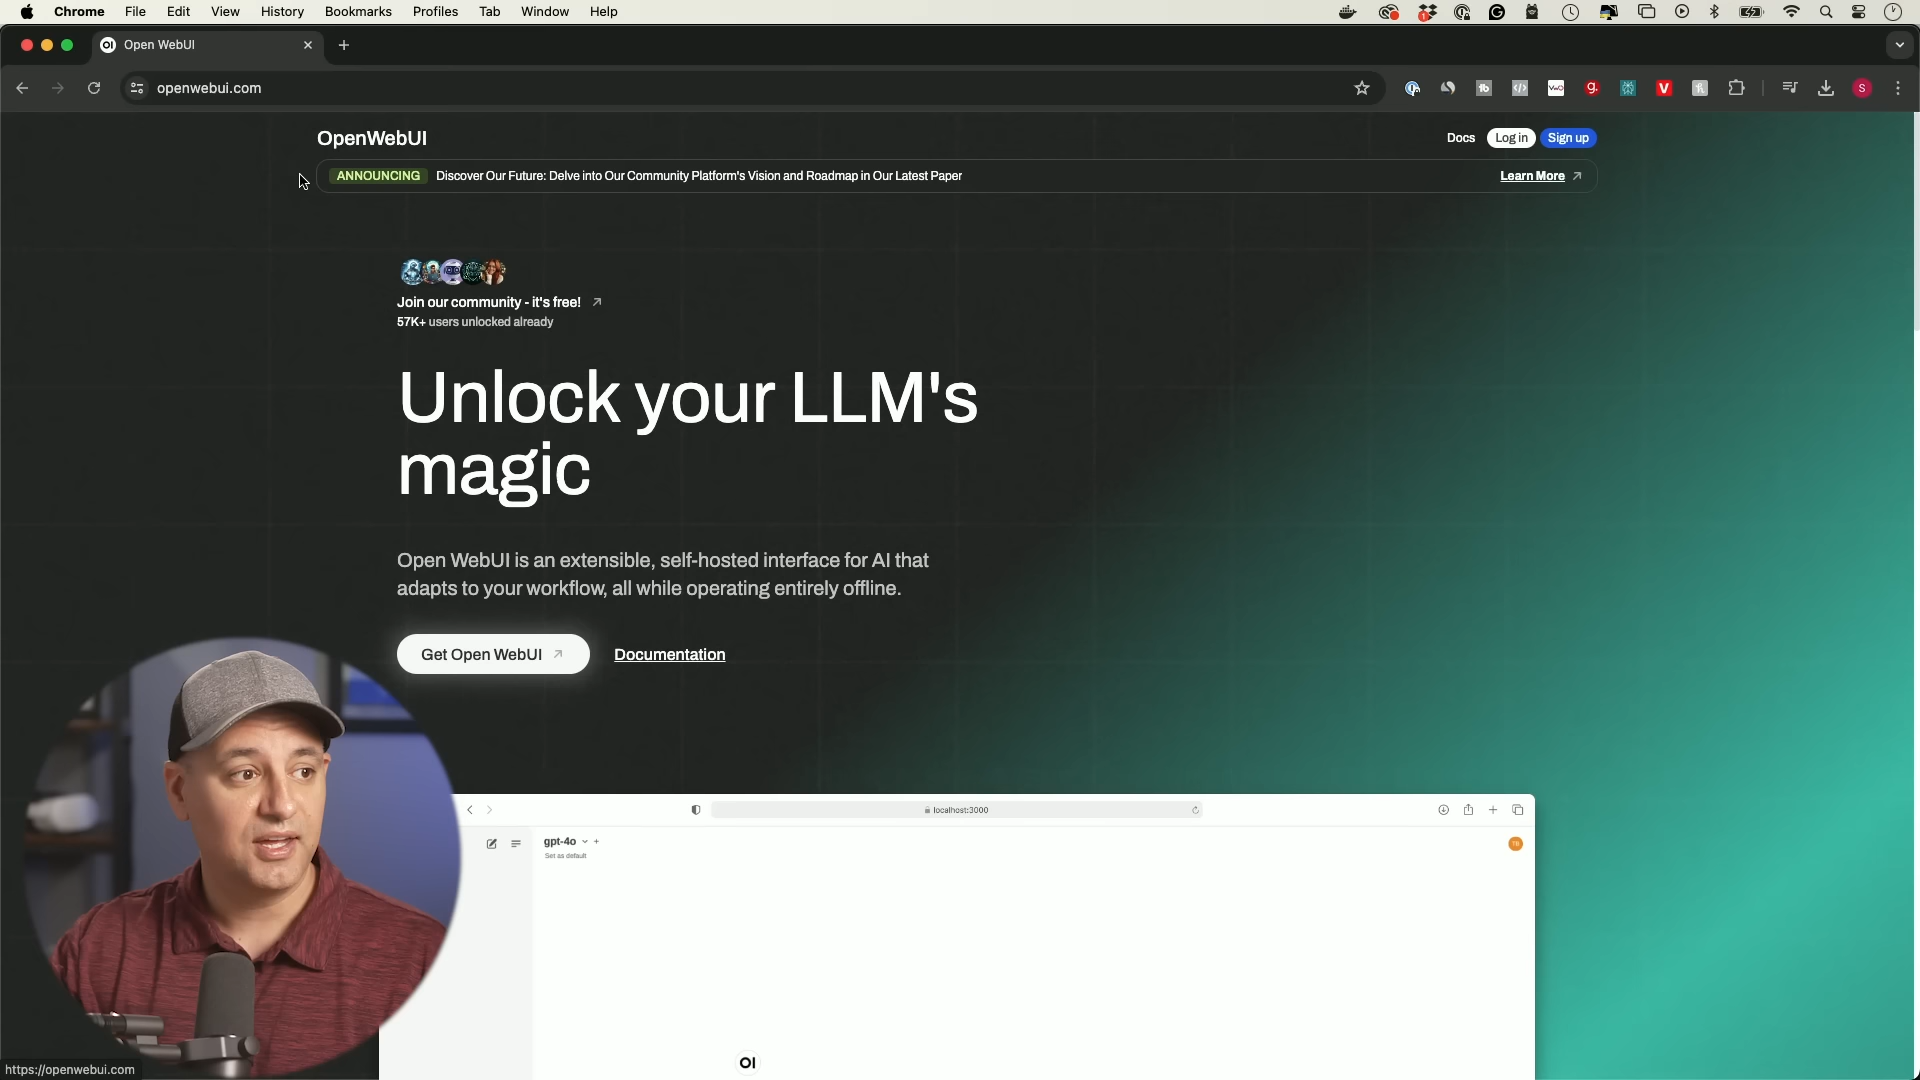 Chrome File Edit View History Bookmarks Profiles Tab Window Help
Open WebUI
openwebui.com
OpenWebUI
Docs Log in Sign up
ANNOUNCING Discover Our Future: Delve into Our Community Platform's Vision and Roadmap in Our Latest Paper Learn More
Join our community - it's free!
57K+ users unlocked already
Unlock your LLM's
magic
Open WebUI is an extensible, self-hosted interface for AI that
adapts to your workflow, all while operating entirely offline.
Get Open WebUI Documentation
localhost:3000
gpt-4o
Set as default
OI
https://openwebui.com